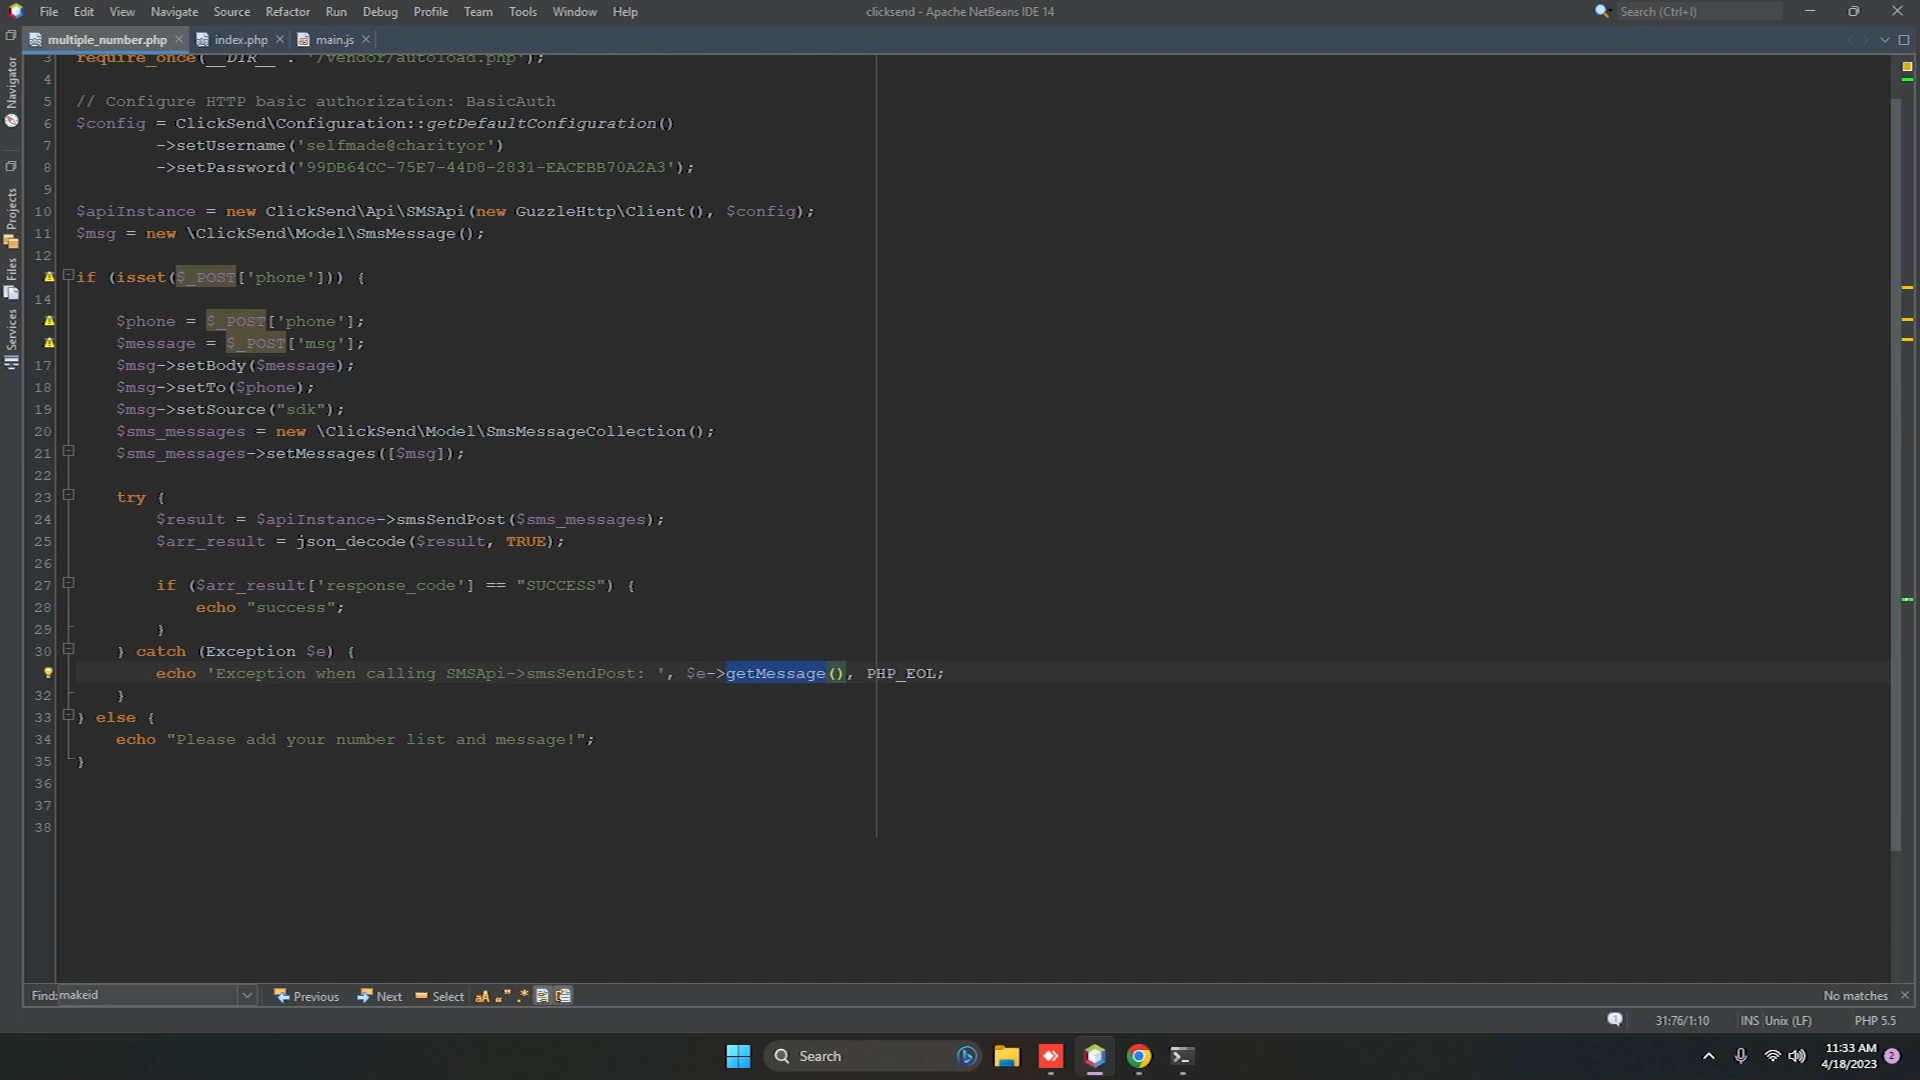 File Edit View Navigate Source Refactor Run Debug Profile Team Tools Window Help
clicksend - Apache NetBeans IDE 14
Search (Ctrl+I)
multiple_number.php index.php main.js
Navigator
Projects
Files
Services
3 require_once(__DIR__ . '/vendor/autoload.php');
4
5 // Configure HTTP basic authorization: BasicAuth
6 $config = ClickSend\Configuration::getDefaultConfiguration()
7 ->setUsername('selfmade@charityor')
8 ->setPassword('99DB64CC-75E7-44D8-2831-EACEBB70A2A3');
9
10 $apiInstance = new ClickSend\Api\SMSApi(new GuzzleHttp\Client(), $config);
11 $msg = new \ClickSend\Model\SmsMessage();
12
if (isset($_POST['phone'])) {
14
$phone = $_POST['phone'];
$message = $_POST['msg'];
17 $msg->setBody($message);
18 $msg->setTo($phone);
19 $msg->setSource("sdk");
20 $sms_messages = new \ClickSend\Model\SmsMessageCollection();
21 $sms_messages->setMessages([$msg]);
22
23 try {
24 $result = $apiInstance->smsSendPost($sms_messages);
25 $arr_result = json_decode($result, TRUE);
26
27 if ($arr_result['response_code'] == "SUCCESS") {
28 echo "success";
29 }
30 } catch (Exception $e) {
echo 'Exception when calling SMSApi->smsSendPost: ', $e->getMessage(), PHP_EOL;
32 }
33 } else {
34 echo "Please add your number list and message!";
35 }
36
37
38
Find: makeid Previous Next Select aA “” .* No matches
31:76/1:10 INS Unix (LF) PHP 5.5
Search
11:33 AM
4/18/2023
2